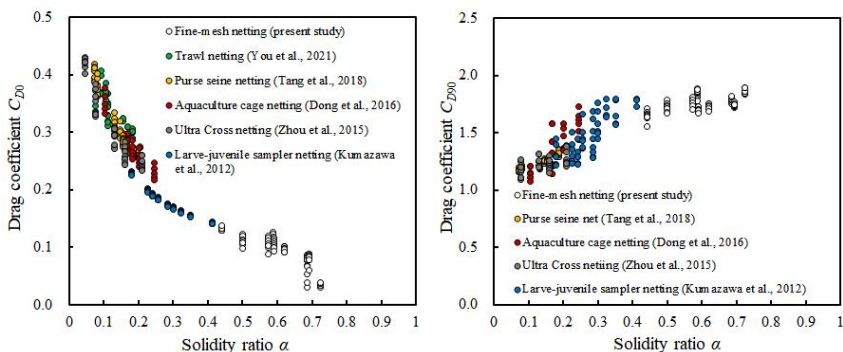 Drag coefficient C_D0
0.5
0.4
0.3
0.2
0.1
0.0
Fine-mesh netting (present study)
Trawl netting (You et al., 2021)
Purse seine netting (Tang et al., 2018)
Aquaculture cage netting (Dong et al., 2016)
Ultra Cross netting (Zhou et al., 2015)
Larve-juvenile sampler netting (Kumazawa
et al., 2012)
0 0.1 0.2 0.3 0.4 0.5 0.6 0.7 0.8 0.9 1
Solidity ratio α
Drag coefficient C_D90
2.5
2.0
1.5
1.0
0.5
0.0
Fine-mesh netting (present study)
Purse seine net (Tang et al., 2018)
Aquaculture cage netting (Dong et al., 2016)
Ultra Cross netiing (Zhou et al., 2015)
Larve-juvenile sampler netting (Kumazawa et al., 2012)
0 0.1 0.2 0.3 0.4 0.5 0.6 0.7 0.8 0.9 1
Solidity ratio α